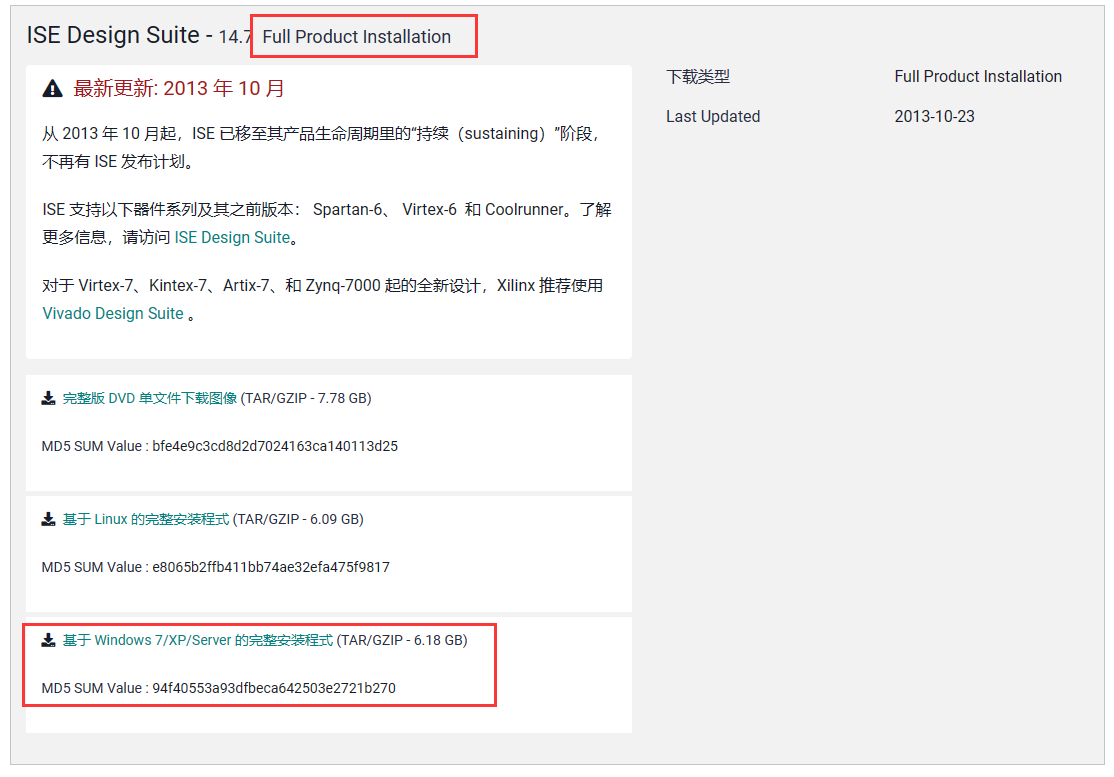 ISE Design Suite - 14.7 Full Product Installation
最新更新: 2013 年 10 月
从 2013 年 10 月起，ISE 已移至其产品生命周期里的“持续（sustaining）”阶段，
不再有 ISE 发布计划。
ISE 支持以下器件系列及其之前版本： Spartan-6、 Virtex-6 和 Coolrunner。了解
更多信息，请访问 ISE Design Suite。
对于 Virtex-7、Kintex-7、Artix-7、和 Zynq-7000 起的全新设计，Xilinx 推荐使用
Vivado Design Suite 。
完整版 DVD 单文件下载图像 (TAR/GZIP - 7.78 GB)
MD5 SUM Value : bfe4e9c3cd8d2d7024163ca140113d25
基于 Linux 的完整安装程式 (TAR/GZIP - 6.09 GB)
MD5 SUM Value : e8065b2ffb411bb74ae32efa475f9817
基于 Windows 7/XP/Server 的完整安装程式 (TAR/GZIP - 6.18 GB)
MD5 SUM Value : 94f40553a93dfbeca642503e2721b270
下载类型 Full Product Installation
Last Updated 2013-10-23